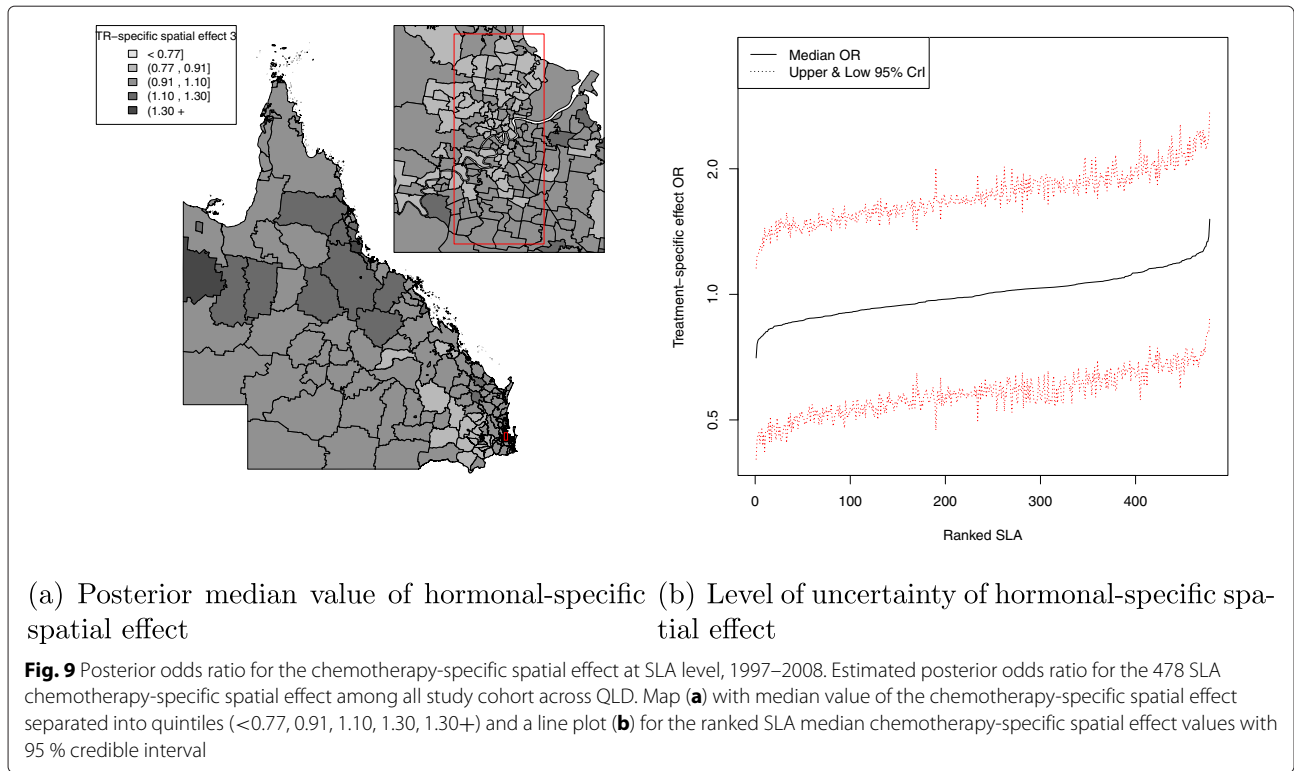 TR−specific spatial effect 3
< 0.77]
(0.77 , 0.91]
(0.91 , 1.10]
(1.10 , 1.30]
(1.30 +
Median OR
Upper & Low 95% CrI
Treatment−specific effect OR
2.0
1.0
0.5
0
100
200
300
400
Ranked SLA
(a) Posterior median value of hormonal-specific
spatial effect
(b) Level of uncertainty of hormonal-specific spa-
tial effect
Fig. 9 Posterior odds ratio for the chemotherapy-specific spatial effect at SLA level, 1997–2008. Estimated posterior odds ratio for the 478 SLA
chemotherapy-specific spatial effect among all study cohort across QLD. Map (a) with median value of the chemotherapy-specific spatial effect
separated into quintiles (<0.77, 0.91, 1.10, 1.30, 1.30+) and a line plot (b) for the ranked SLA median chemotherapy-specific spatial effect values with
95 % credible interval